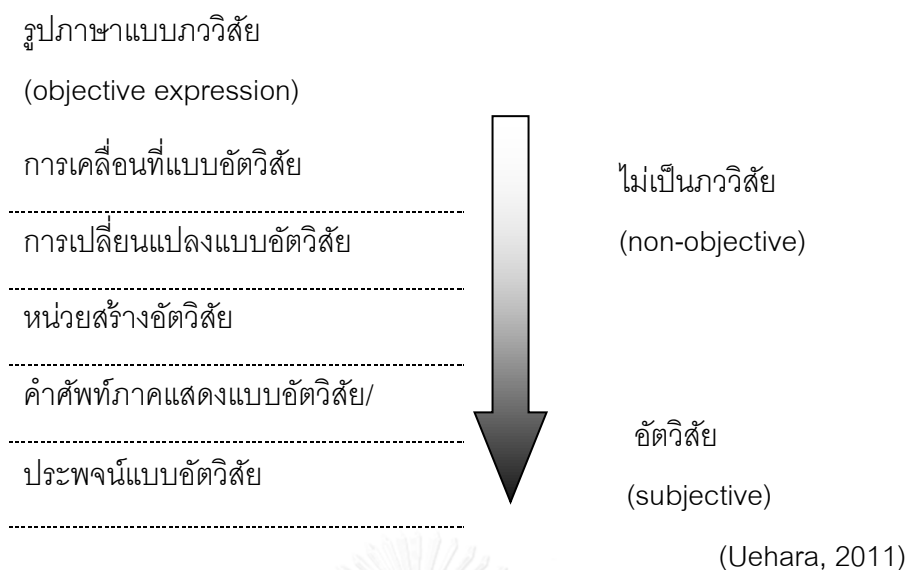 รูปภาษาแบบภววิสัย
(objective expression)
การเคลื่อนที่แบบอัตวิสัย
ไม่เป็นภววิสัย
การเปลี่ยนแปลงแบบอัตวิสัย
(non-objective)
หน่วยสร้างอัตวิสัย
คำศัพท์ภาคแสดงแบบอัตวิสัย/
อัตวิสัย
ประพจน์แบบอัตวิสัย
(subjective)
(Uehara, 2011)